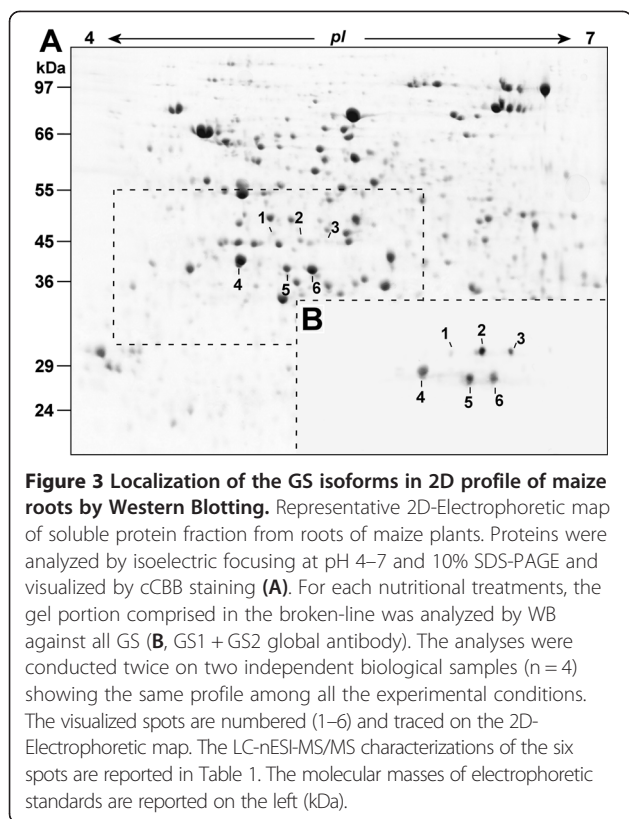 A
4
pI
7
kDa
97
66
55
45
36
29
24
1
2
3
4
5
6
B
1
2
3
4
5
6
Figure 3 Localization of the GS isoforms in 2D profile of maize
roots by Western Blotting. Representative 2D-Electrophoretic map
of soluble protein fraction from roots of maize plants. Proteins were
analyzed by isoelectric focusing at pH 4–7 and 10% SDS-PAGE and
visualized by cCBB staining (A). For each nutritional treatments, the
gel portion comprised in the broken-line was analyzed by WB
against all GS (B, GS1 + GS2 global antibody). The analyses were
conducted twice on two independent biological samples (n = 4)
showing the same profile among all the experimental conditions.
The visualized spots are numbered (1–6) and traced on the 2D-
Electrophoretic map. The LC-nESI-MS/MS characterizations of the six
spots are reported in Table 1. The molecular masses of electrophoretic
standards are reported on the left (kDa).